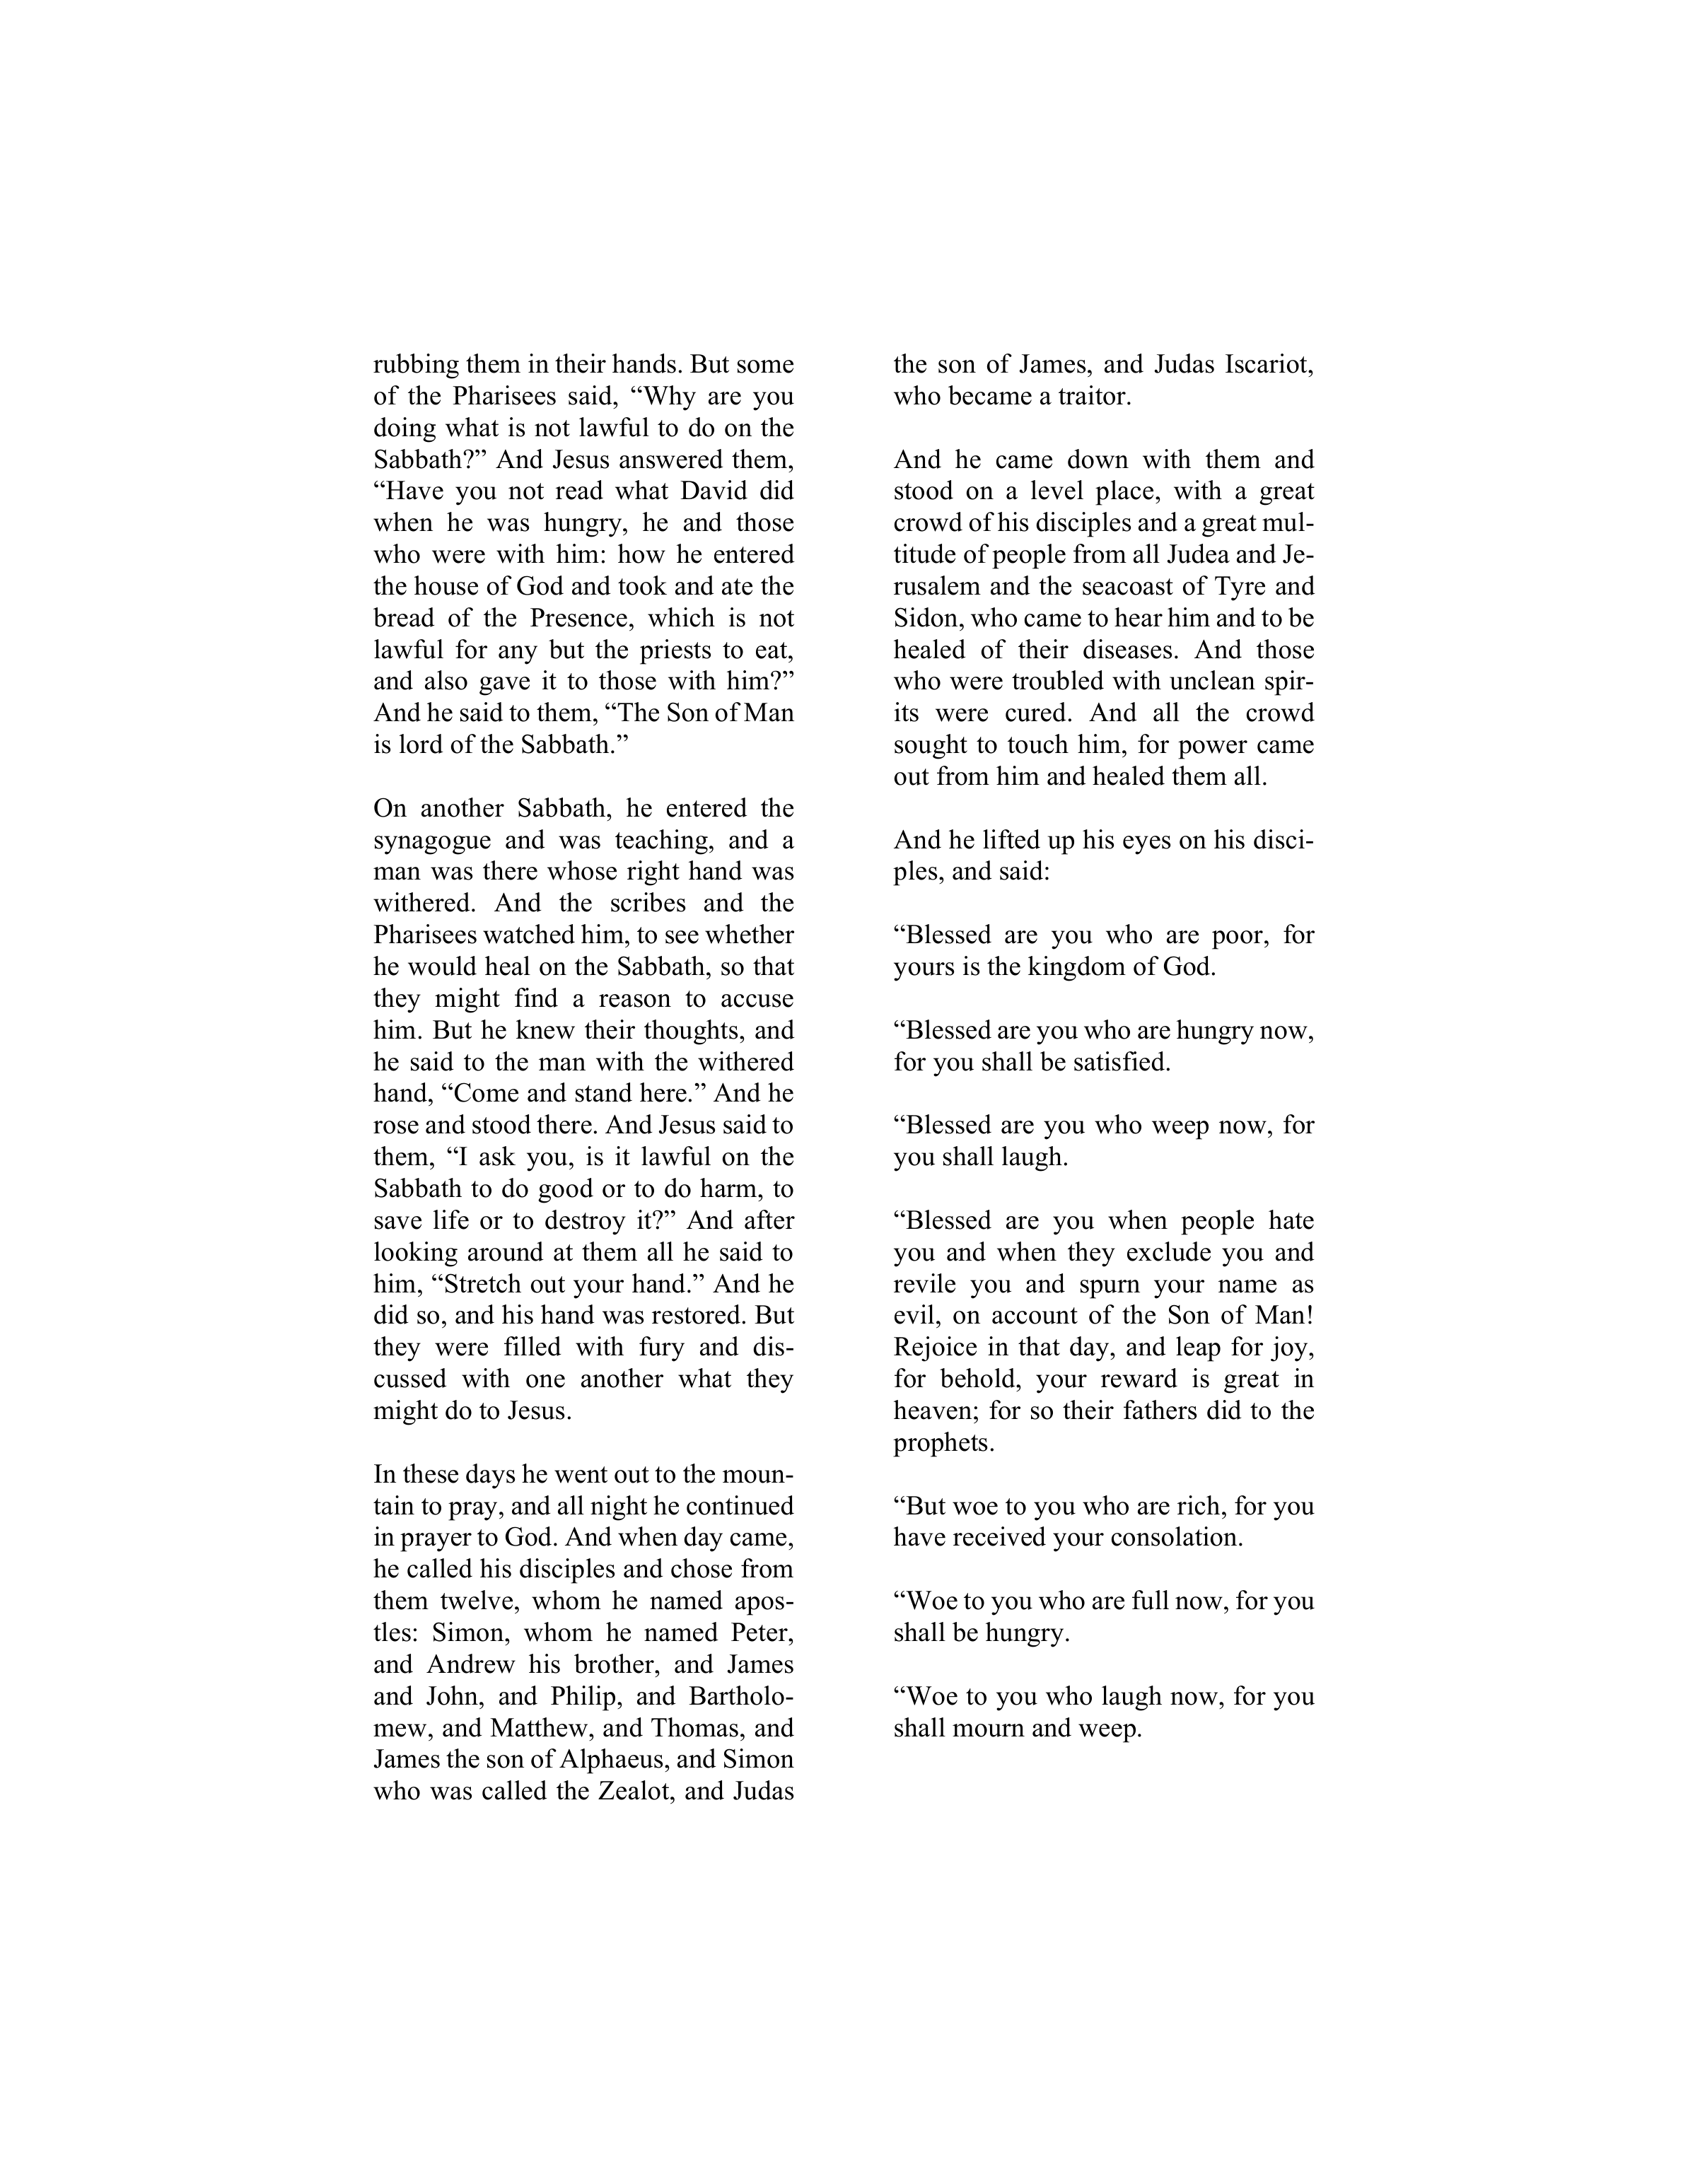 rubbing them in their hands. But some
of the Pharisees said, “Why are you
doing what is not lawful to do on the
Sabbath?” And Jesus answered them,
“Have you not read what David did
when he was hungry, he and those
who were with him: how he entered
the house of God and took and ate the
bread of the Presence, which is not
lawful for any but the priests to eat,
and also gave it to those with him?”
And he said to them, “The Son of Man
is lord of the Sabbath.”
On another Sabbath, he entered the
synagogue and was teaching, and a
man was there whose right hand was
withered. And the scribes and the
Pharisees watched him, to see whether
he would heal on the Sabbath, so that
they might find a reason to accuse
him. But he knew their thoughts, and
he said to the man with the withered
hand, “Come and stand here.” And he
rose and stood there. And Jesus said to
them, “I ask you, is it lawful on the
Sabbath to do good or to do harm, to
save life or to destroy it?” And after
looking around at them all he said to
him, “Stretch out your hand.” And he
did so, and his hand was restored. But
they were filled with fury and dis-
cussed with one another what they
might do to Jesus.
In these days he went out to the moun-
tain to pray, and all night he continued
in prayer to God. And when day came,
he called his disciples and chose from
them twelve, whom he named apos-
tles: Simon, whom he named Peter,
and Andrew his brother, and James
and John, and Philip, and Bartholo-
mew, and Matthew, and Thomas, and
James the son of Alphaeus, and Simon
who was called the Zealot, and Judas
the son of James, and Judas Iscariot,
who became a traitor.
And he came down with them and
stood on a level place, with a great
crowd of his disciples and a great mul-
titude of people from all Judea and Je-
rusalem and the seacoast of Tyre and
Sidon, who came to hear him and to be
healed of their diseases. And those
who were troubled with unclean spir-
its were cured. And all the crowd
sought to touch him, for power came
out from him and healed them all.
And he lifted up his eyes on his disci-
ples, and said:
“Blessed are you who are poor, for
yours is the kingdom of God.
“Blessed are you who are hungry now,
for you shall be satisfied.
“Blessed are you who weep now, for
you shall laugh.
“Blessed are you when people hate
you and when they exclude you and
revile you and spurn your name as
evil, on account of the Son of Man!
Rejoice in that day, and leap for joy,
for behold, your reward is great in
heaven; for so their fathers did to the
prophets.
“But woe to you who are rich, for you
have received your consolation.
“Woe to you who are full now, for you
shall be hungry.
“Woe to you who laugh now, for you
shall mourn and weep.